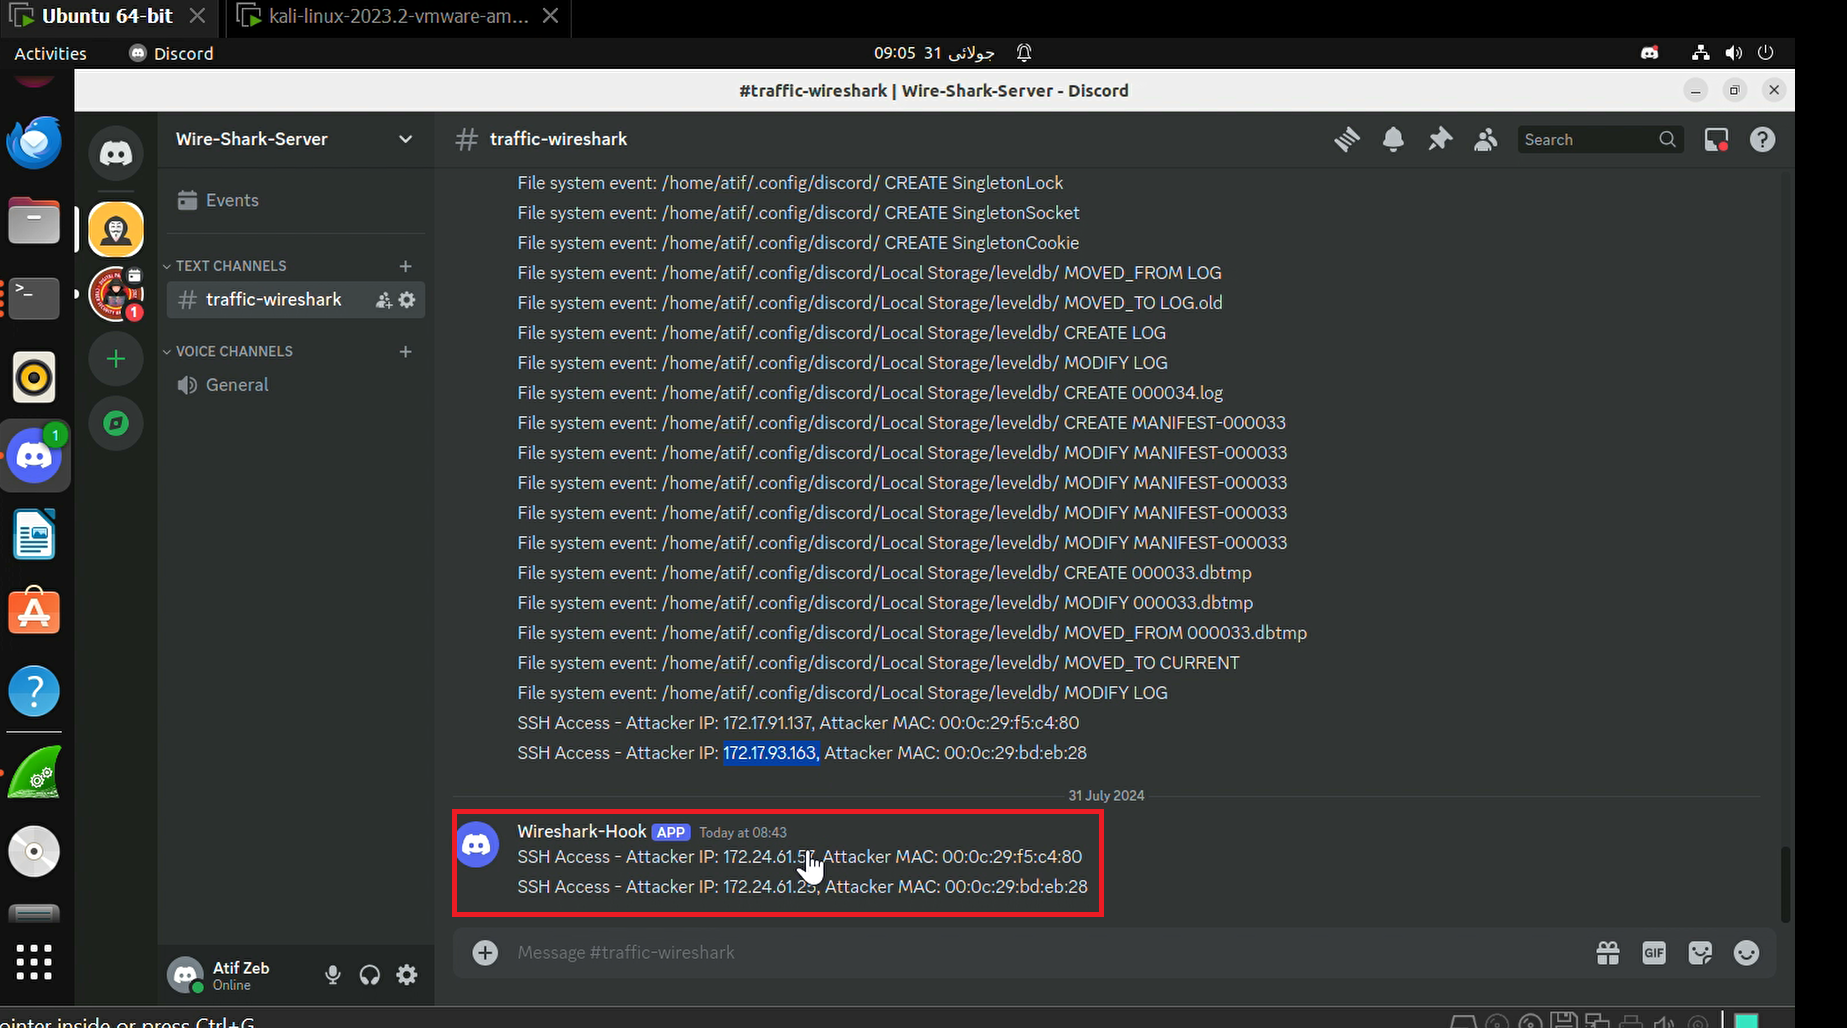 Ubuntu 64-bit
kali-linux-2023.2-vmware-am...
Activities
Discord
09:05 31 جولائی
#traffic-wireshark | Wire-Shark-Server - Discord
Wire-Shark-Server
traffic-wireshark
Search
Events
TEXT CHANNELS
traffic-wireshark
VOICE CHANNELS
General
1
1
File system event: /home/atif/.config/discord/ CREATE SingletonLock
File system event: /home/atif/.config/discord/ CREATE SingletonSocket
File system event: /home/atif/.config/discord/ CREATE SingletonCookie
File system event: /home/atif/.config/discord/Local Storage/leveldb/ MOVED_FROM LOG
File system event: /home/atif/.config/discord/Local Storage/leveldb/ MOVED_TO LOG.old
File system event: /home/atif/.config/discord/Local Storage/leveldb/ CREATE LOG
File system event: /home/atif/.config/discord/Local Storage/leveldb/ MODIFY LOG
File system event: /home/atif/.config/discord/Local Storage/leveldb/ CREATE 000034.log
File system event: /home/atif/.config/discord/Local Storage/leveldb/ CREATE MANIFEST-000033
File system event: /home/atif/.config/discord/Local Storage/leveldb/ MODIFY MANIFEST-000033
File system event: /home/atif/.config/discord/Local Storage/leveldb/ MODIFY MANIFEST-000033
File system event: /home/atif/.config/discord/Local Storage/leveldb/ MODIFY MANIFEST-000033
File system event: /home/atif/.config/discord/Local Storage/leveldb/ MODIFY MANIFEST-000033
File system event: /home/atif/.config/discord/Local Storage/leveldb/ CREATE 000033.dbtmp
File system event: /home/atif/.config/discord/Local Storage/leveldb/ MODIFY 000033.dbtmp
File system event: /home/atif/.config/discord/Local Storage/leveldb/ MOVED_FROM 000033.dbtmp
File system event: /home/atif/.config/discord/Local Storage/leveldb/ MOVED_TO CURRENT
File system event: /home/atif/.config/discord/Local Storage/leveldb/ MODIFY LOG
SSH Access - Attacker IP: 172.17.91.137, Attacker MAC: 00:0c:29:f5:c4:80
SSH Access - Attacker IP: 172.17.93.163, Attacker MAC: 00:0c:29:bd:eb:28
31 July 2024
Wireshark-Hook APP Today at 08:43
SSH Access - Attacker IP: Attacker MAC: 00:0c:29:f5:c4:80
SSH Access - Attacker IP: Attacker MAC: 00:0c:29:bd:eb:28
Message #traffic-wireshark
GIF
Atif Zeb
Online
inside or press Ctrl+G